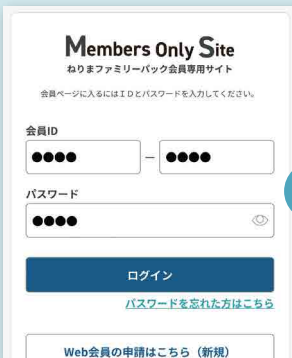 Members Only Site
ねりまファミリーパック会員専用サイト
会員ページに入るにはIDとパスワードを入力してください。
会員ID
●●●● － ●●●●
パスワード
●●●●
ログイン
パスワードを忘れた方はこちら
Web会員の申請はこちら（新規）